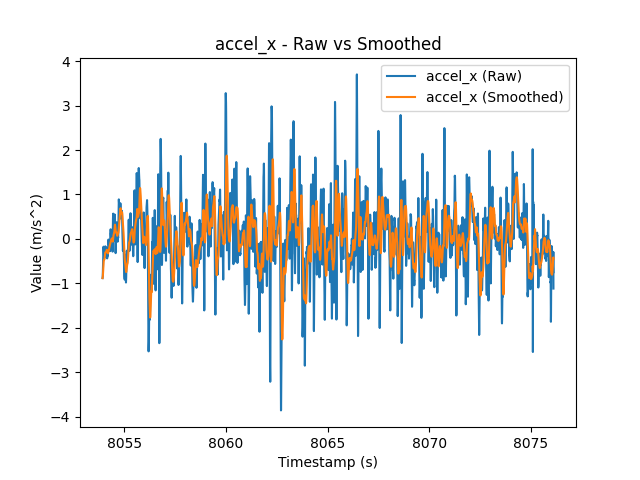 accel_x - Raw vs Smoothed
accel_x (Raw)
accel_x (Smoothed)
Value (m/s^2)
4
3
2
1
0
−1
−2
−3
−4
8055
8060
8065
8070
8075
Timestamp (s)